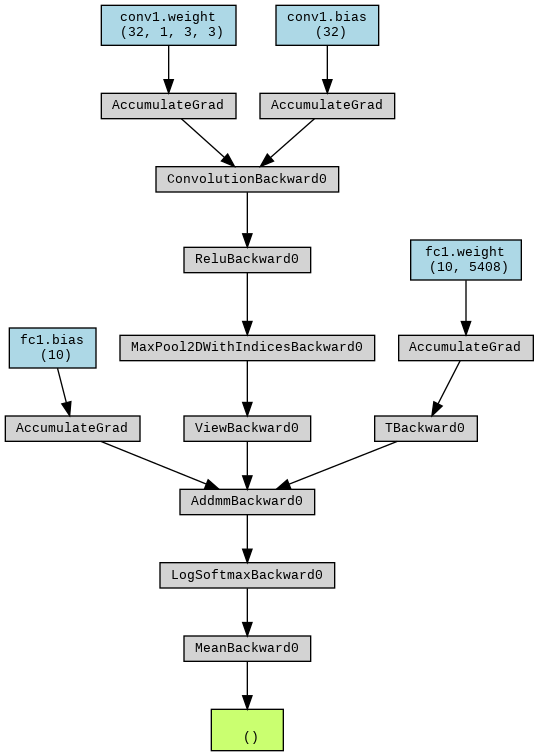 conv1.weight
(32, 1, 3, 3)
conv1.bias
(32)
AccumulateGrad
AccumulateGrad
ConvolutionBackward0
ReluBackward0
fc1.weight
(10, 5408)
fc1.bias
(10)
MaxPool2DWithIndicesBackward0
AccumulateGrad
AccumulateGrad
ViewBackward0
TBackward0
AddmmBackward0
LogSoftmaxBackward0
MeanBackward0
()